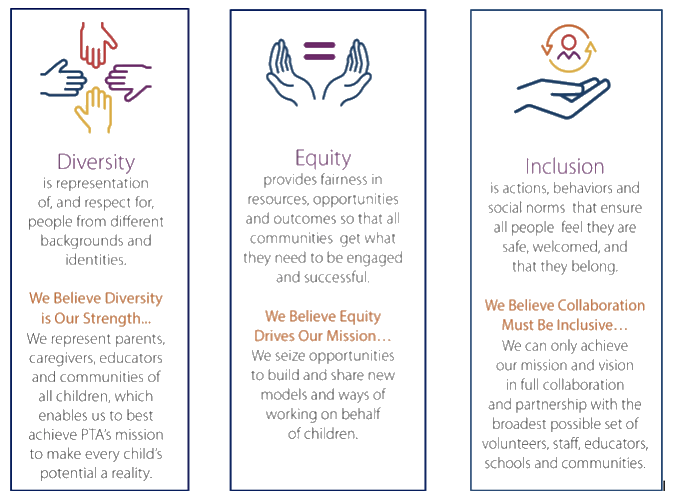 Diversity
is representation
of, and respect for,
people from different
backgrounds and
identities.
We Believe Diversity
is Our Strength...
We represent parents,
caregivers, educators
and communities of
all children, which
enables us to best
achieve PTA's mission
to make every child's
potential a reality.
Equity
provides fairness in
resources, opportunities
and outcomes so that all
communities get what
they need to be engaged
and successful.
We Believe Equity
Drives Our Mission…
We seize opportunities
to build and share new
models and ways of
working on behalf
of children.
Inclusion
is actions, behaviors and
social norms that ensure
all people feel they are
safe, welcomed, and
that they belong.
We Believe Collaboration
Must Be Inclusive…
We can only achieve
our mission and vision
in full collaboration
and partnership with the
broadest possible set of
volunteers, staff, educators,
schools and communities.